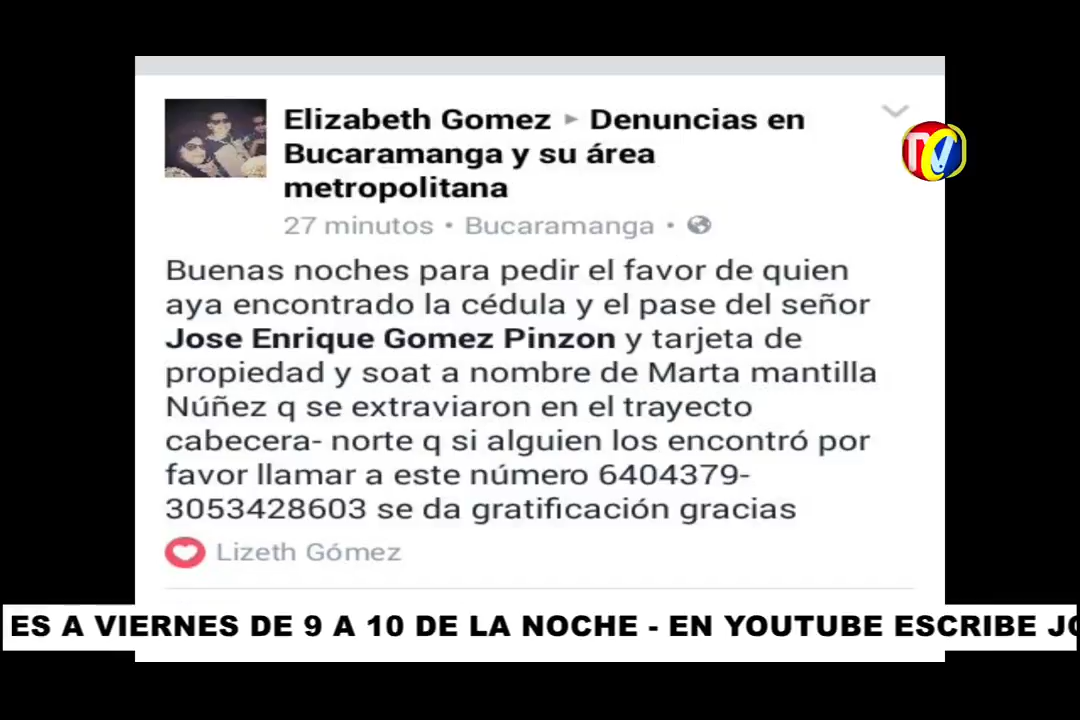 Elizabeth Gomez ▸ Denuncias en
Bucaramanga y su área
metropolitana
27 minutos • Bucaramanga •
Buenas noches para pedir el favor de quien
aya encontrado la cédula y el pase del señor
Jose Enrique Gomez Pinzon y tarjeta de
propiedad y soat a nombre de Marta mantilla
Núñez q se extraviaron en el trayecto
cabecera- norte q si alguien los encontró por
favor llamar a este número 6404379-
3053428603 se da gratificación gracias
Lizeth Gómez
ES A VIERNES DE 9 A 10 DE LA NOCHE - EN YOUTUBE ESCRIBE JO